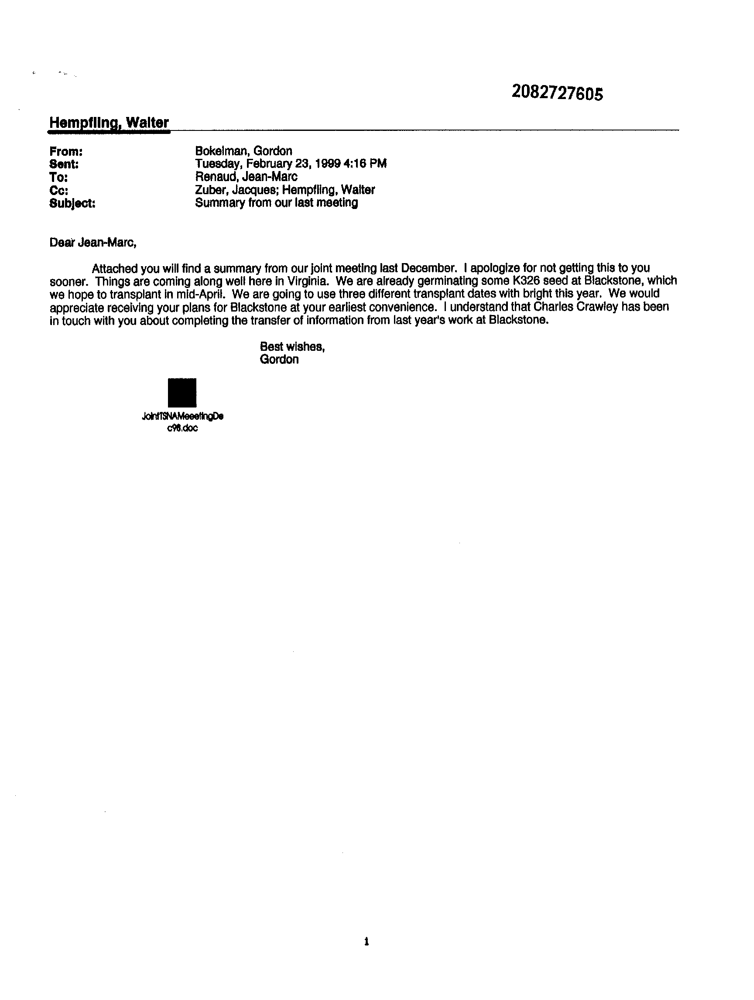 2082727605
Hempfling, Walter
From: Bokelman, Gordon
Sent: Tuesday, February 23, 1999 4:16 PM
To: Renaud, Jean-Marc
Cc: Zuber, Jacques; Hempfling, Walter
Subject: Summary from our last meeting
Dear Jean-Marc,
Attached you will find a summary from our joint meeting last December. I apologize for not getting this to you
sooner. Things are coming along well here in Virginia. We are already germinating some K326 seed at Blackstone, which
we hope to transplant in mid-April. We are going to use three different transplant dates with bright this year. We would
appreciate receiving your plans for Blackstone at your earliest convenience. I understand that Charles Crawley has been
in touch with you about completing the transfer of information from last year's work at Blackstone.
Best wishes,
Gordon
JointTSNAMeeetingDe
c98.doc
1